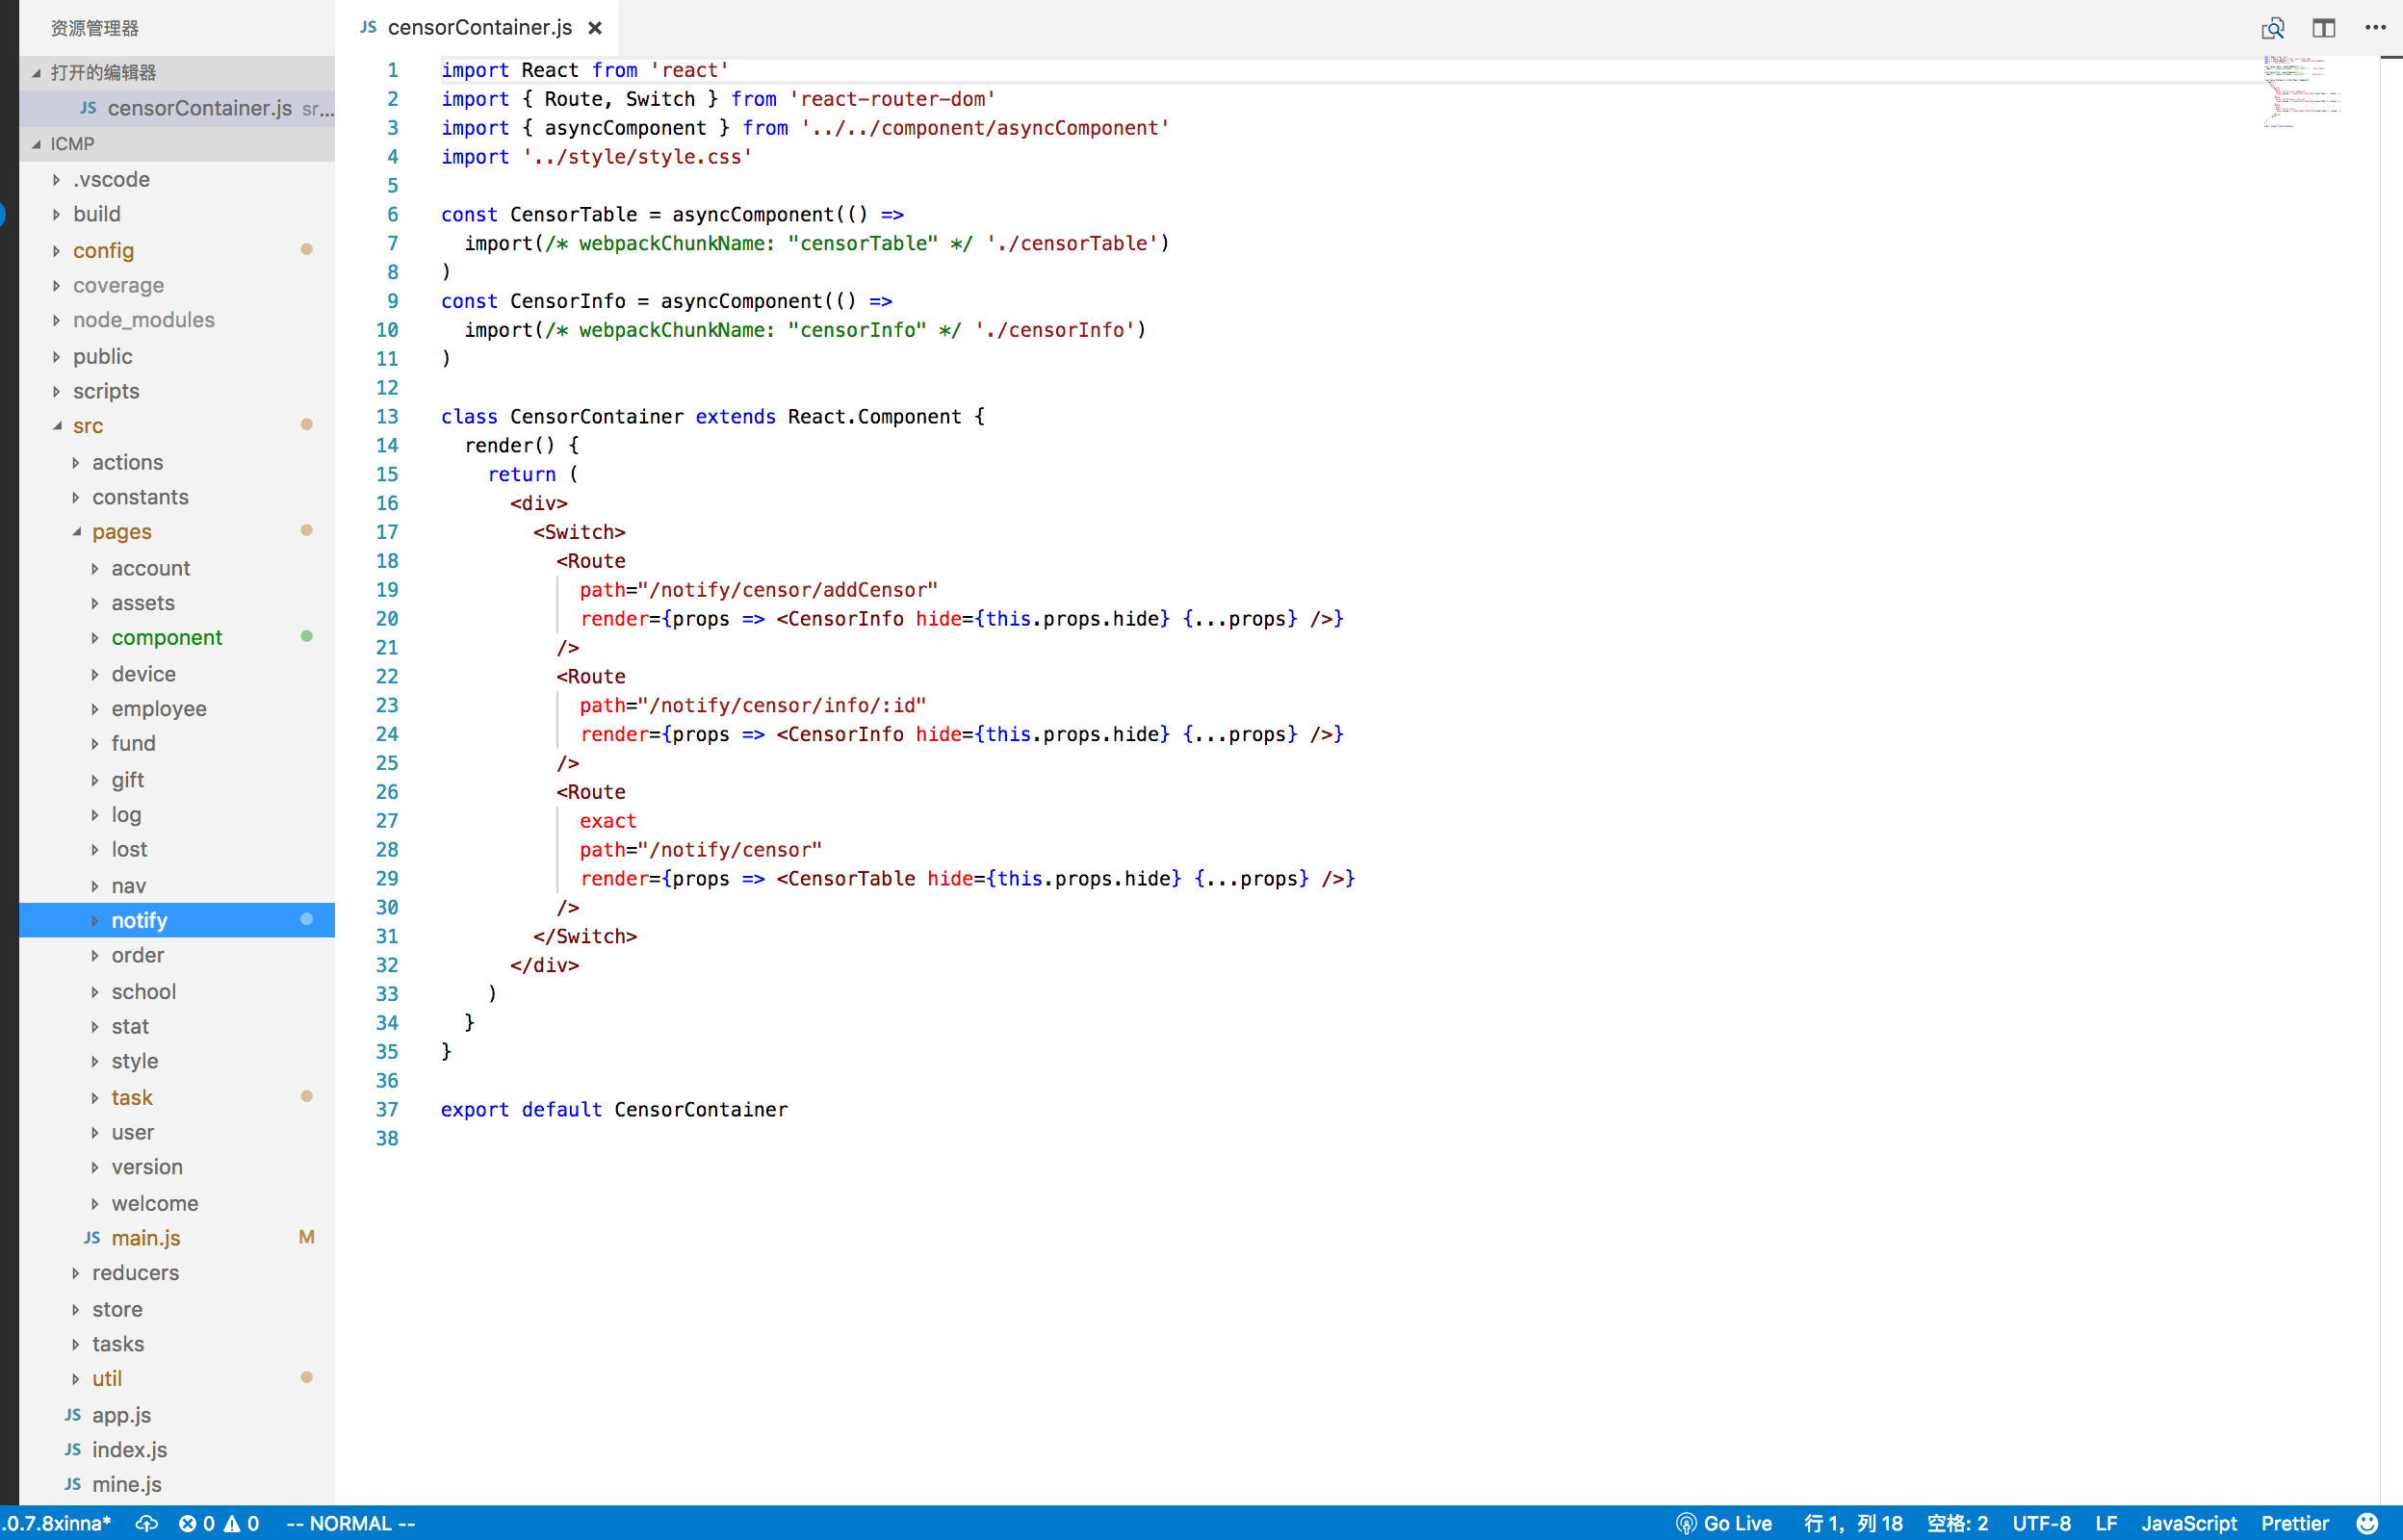 资源管理器
打开的编辑器
JS censorContainer.js sr...
ICMP
.vscode
build
config
coverage
node_modules
public
scripts
src
actions
constants
pages
account
assets
component
device
employee
fund
gift
log
lost
nav
notify
order
school
stat
style
task
user
version
welcome
JS main.js M
reducers
store
tasks
util
JS app.js
JS index.js
JS mine.js
JS censorContainer.js
1 import React from 'react'
2 import { Route, Switch } from 'react-router-dom'
3 import { asyncComponent } from '../../component/asyncComponent'
4 import '../style/style.css'
5
6 const CensorTable = asyncComponent(() =>
7 import(/* webpackChunkName: "censorTable" */ './censorTable')
8 )
9 const CensorInfo = asyncComponent(() =>
10 import(/* webpackChunkName: "censorInfo" */ './censorInfo')
11 )
12
13 class CensorContainer extends React.Component {
14 render() {
15 return (
16 <div>
17 <Switch>
18 <Route
19 path="/notify/censor/addCensor"
20 render={props => <CensorInfo hide={this.props.hide} {...props} />}
21 />
22 <Route
23 path="/notify/censor/info/:id"
24 render={props => <CensorInfo hide={this.props.hide} {...props} />}
25 />
26 <Route
27 exact
28 path="/notify/censor"
29 render={props => <CensorTable hide={this.props.hide} {...props} />}
30 />
31 </Switch>
32 </div>
33 )
34 }
35 }
36
37 export default CensorContainer
38
.0.7.8xinna* 0 0 -- NORMAL -- Go Live 行 1，列 18 空格: 2 UTF-8 LF JavaScript Prettier